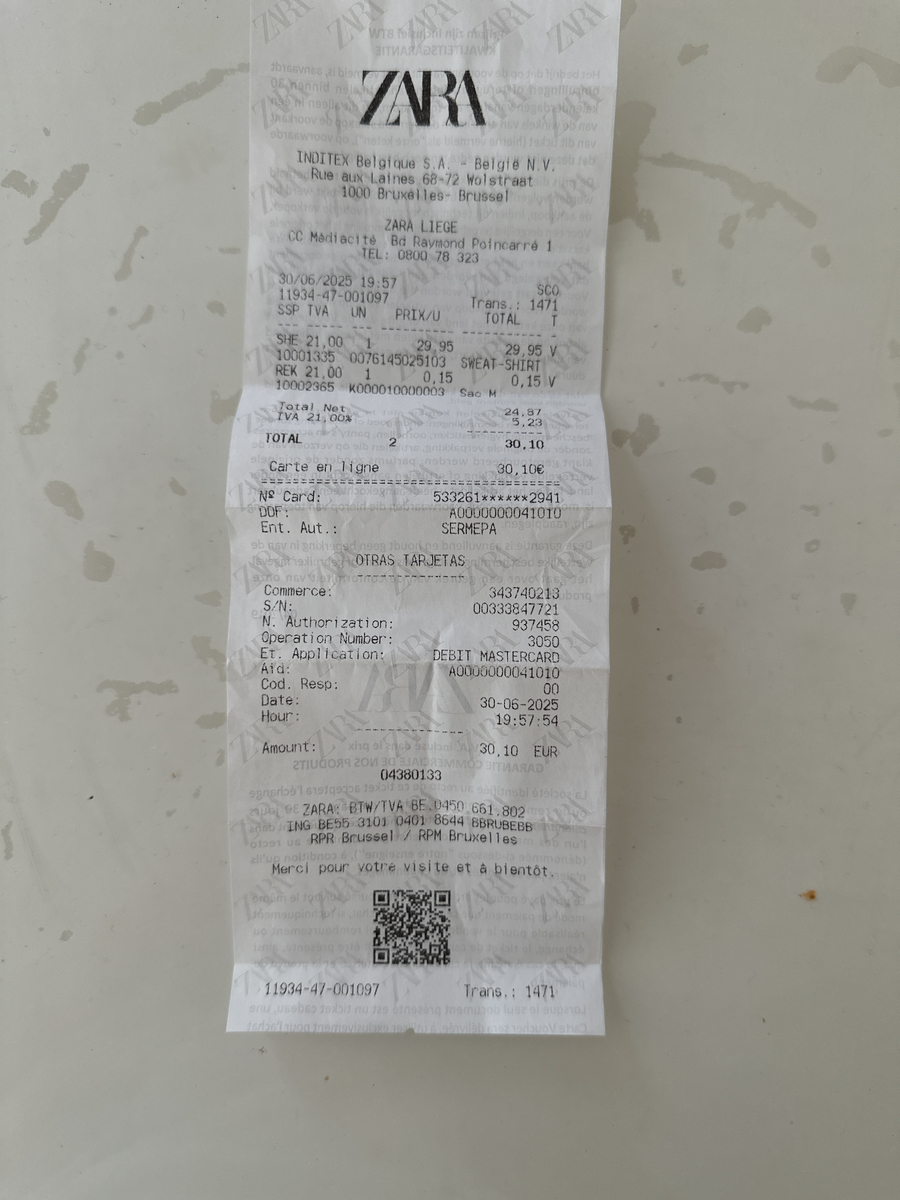 ZARA
INDITEX Belgique S.A. - België N.V.
Rue aux Laines 68-72 Wolstraat
1000 Bruxelles- Brussel
ZARA LIEGE
CC Médiacité Bd Raymond Poincarré 1
TEL: 0800 78 323
30/06/2025 19:57 SCO
11934-47-001097 Trans.: 1471
SSP TVA UN PRIX/U TOTAL T
SHE 21,00 1 29,95 29,95 V
10001335 0076145025103 SWEAT-SHIRT
REK 21,00 1 0,15 0,15 V
10002365 K000010000003 Sac M
Total Net 24,87
TVA 21,00% 5,23
TOTAL 2 30,10
Carte en ligne 30,10€
Nº Card: 533261******2941
DDF: A0000000041010
Ent. Aut.: SERMEPA
OTRAS TARJETAS
Commerce: 343740213
S/N: 00333847721
N. Authorization: 937458
Operation Number: 3050
Et. Application: DEBIT MASTERCARD
Aid: A0000000041010
Cod. Resp: 00
Date: 30-06-2025
Hour: 19:57:54
Amount: 30,10 EUR
04380133
ZARA: BTW/TVA BE.0450.661.802
ING BE55 3101 0401 8644 BBRUBEBB
RPR Brussel / RPM Bruxelles
Merci pour votre visite et à bientôt.
11934-47-001097 Trans.: 1471